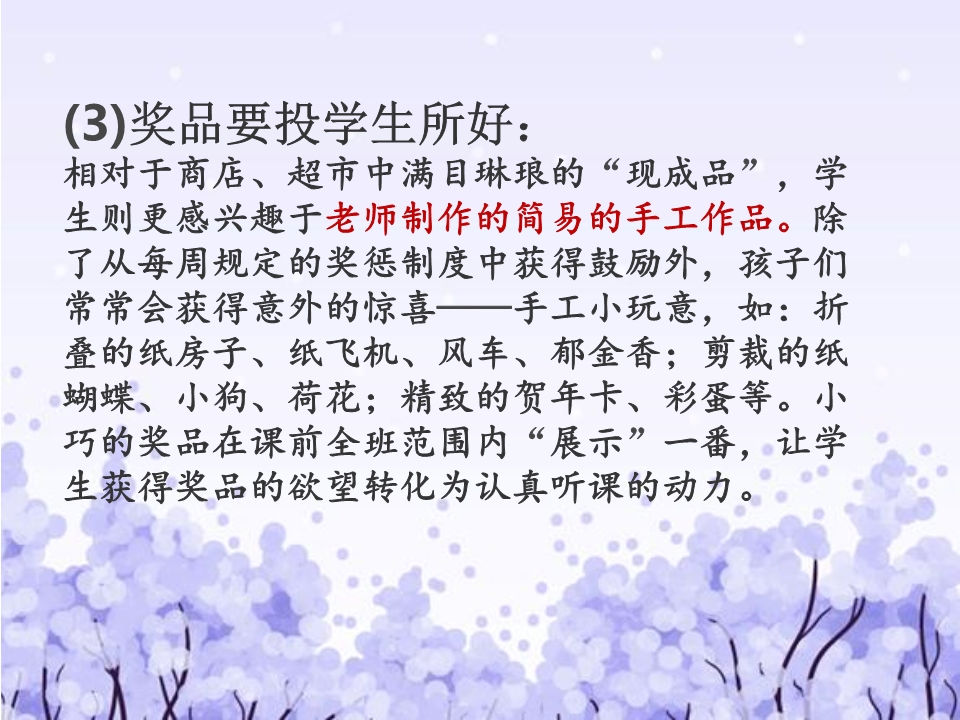 (3)奖品要投学生所好：
相对于商店、超市中满目琳琅的“现成品”，学
生则更感兴趣于老师制作的简易的手工作品。除
了从每周规定的奖惩制度中获得鼓励外，孩子们
常常会获得意外的惊喜——手工小玩意，如：折
叠的纸房子、纸飞机、风车、郁金香；剪裁的纸
蝴蝶、小狗、荷花；精致的贺年卡、彩蛋等。小
巧的奖品在课前全班范围内“展示”一番，让学
生获得奖品的欲望转化为认真听课的动力。